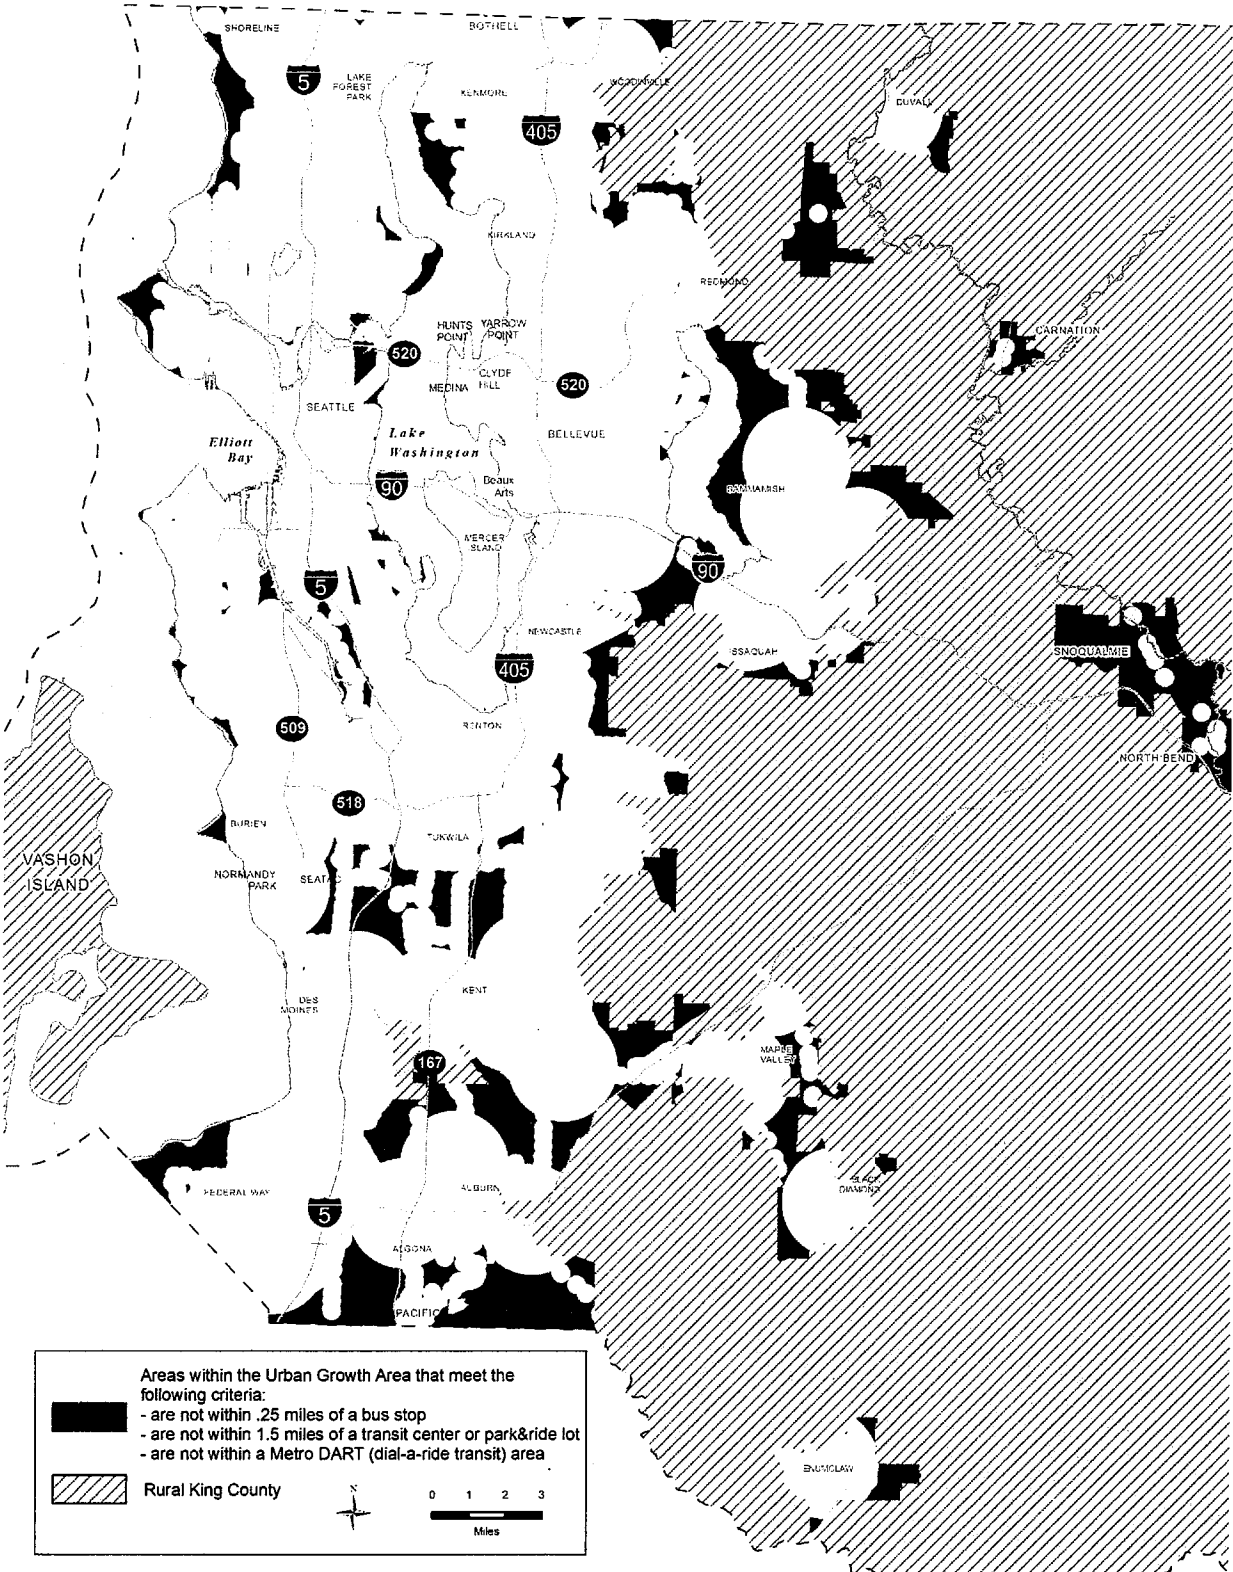 SHORELINE
BOTHELL
5
LAKE
FOREST
PARK
KENMORE
WOODINVILLE
405
DUVALL
KIRKLAND
REDMOND
HUNTS
POINT
YARROW
POINT
CARNATION
520
MEDINA
CLYDE
HILL
520
SEATTLE
Elliott
Bay
Lake
Washington
BELLEVUE
90
Beaux
Arts
SAMMAMISH
MERCER
ISLAND
90
5
NEWCASTLE
405
ISSAQUAH
SNOQUALMIE
509
RENTON
NORTH BEND
518
BURIEN
TUKWILA
VASHON
ISLAND
NORMANDY
PARK
SEATAC
KENT
DES
MOINES
167
MAPLE
VALLEY
FEDERAL WAY
AUBURN
BLACK
DIAMOND
5
ALGONA
PACIFIC
Areas within the Urban Growth Area that meet the
following criteria:
- are not within .25 miles of a bus stop
- are not within 1.5 miles of a transit center or park&ride lot
- are not within a Metro DART (dial-a-ride transit) area
Rural King County
N
0 1 2 3
Miles
ENUMCLAW